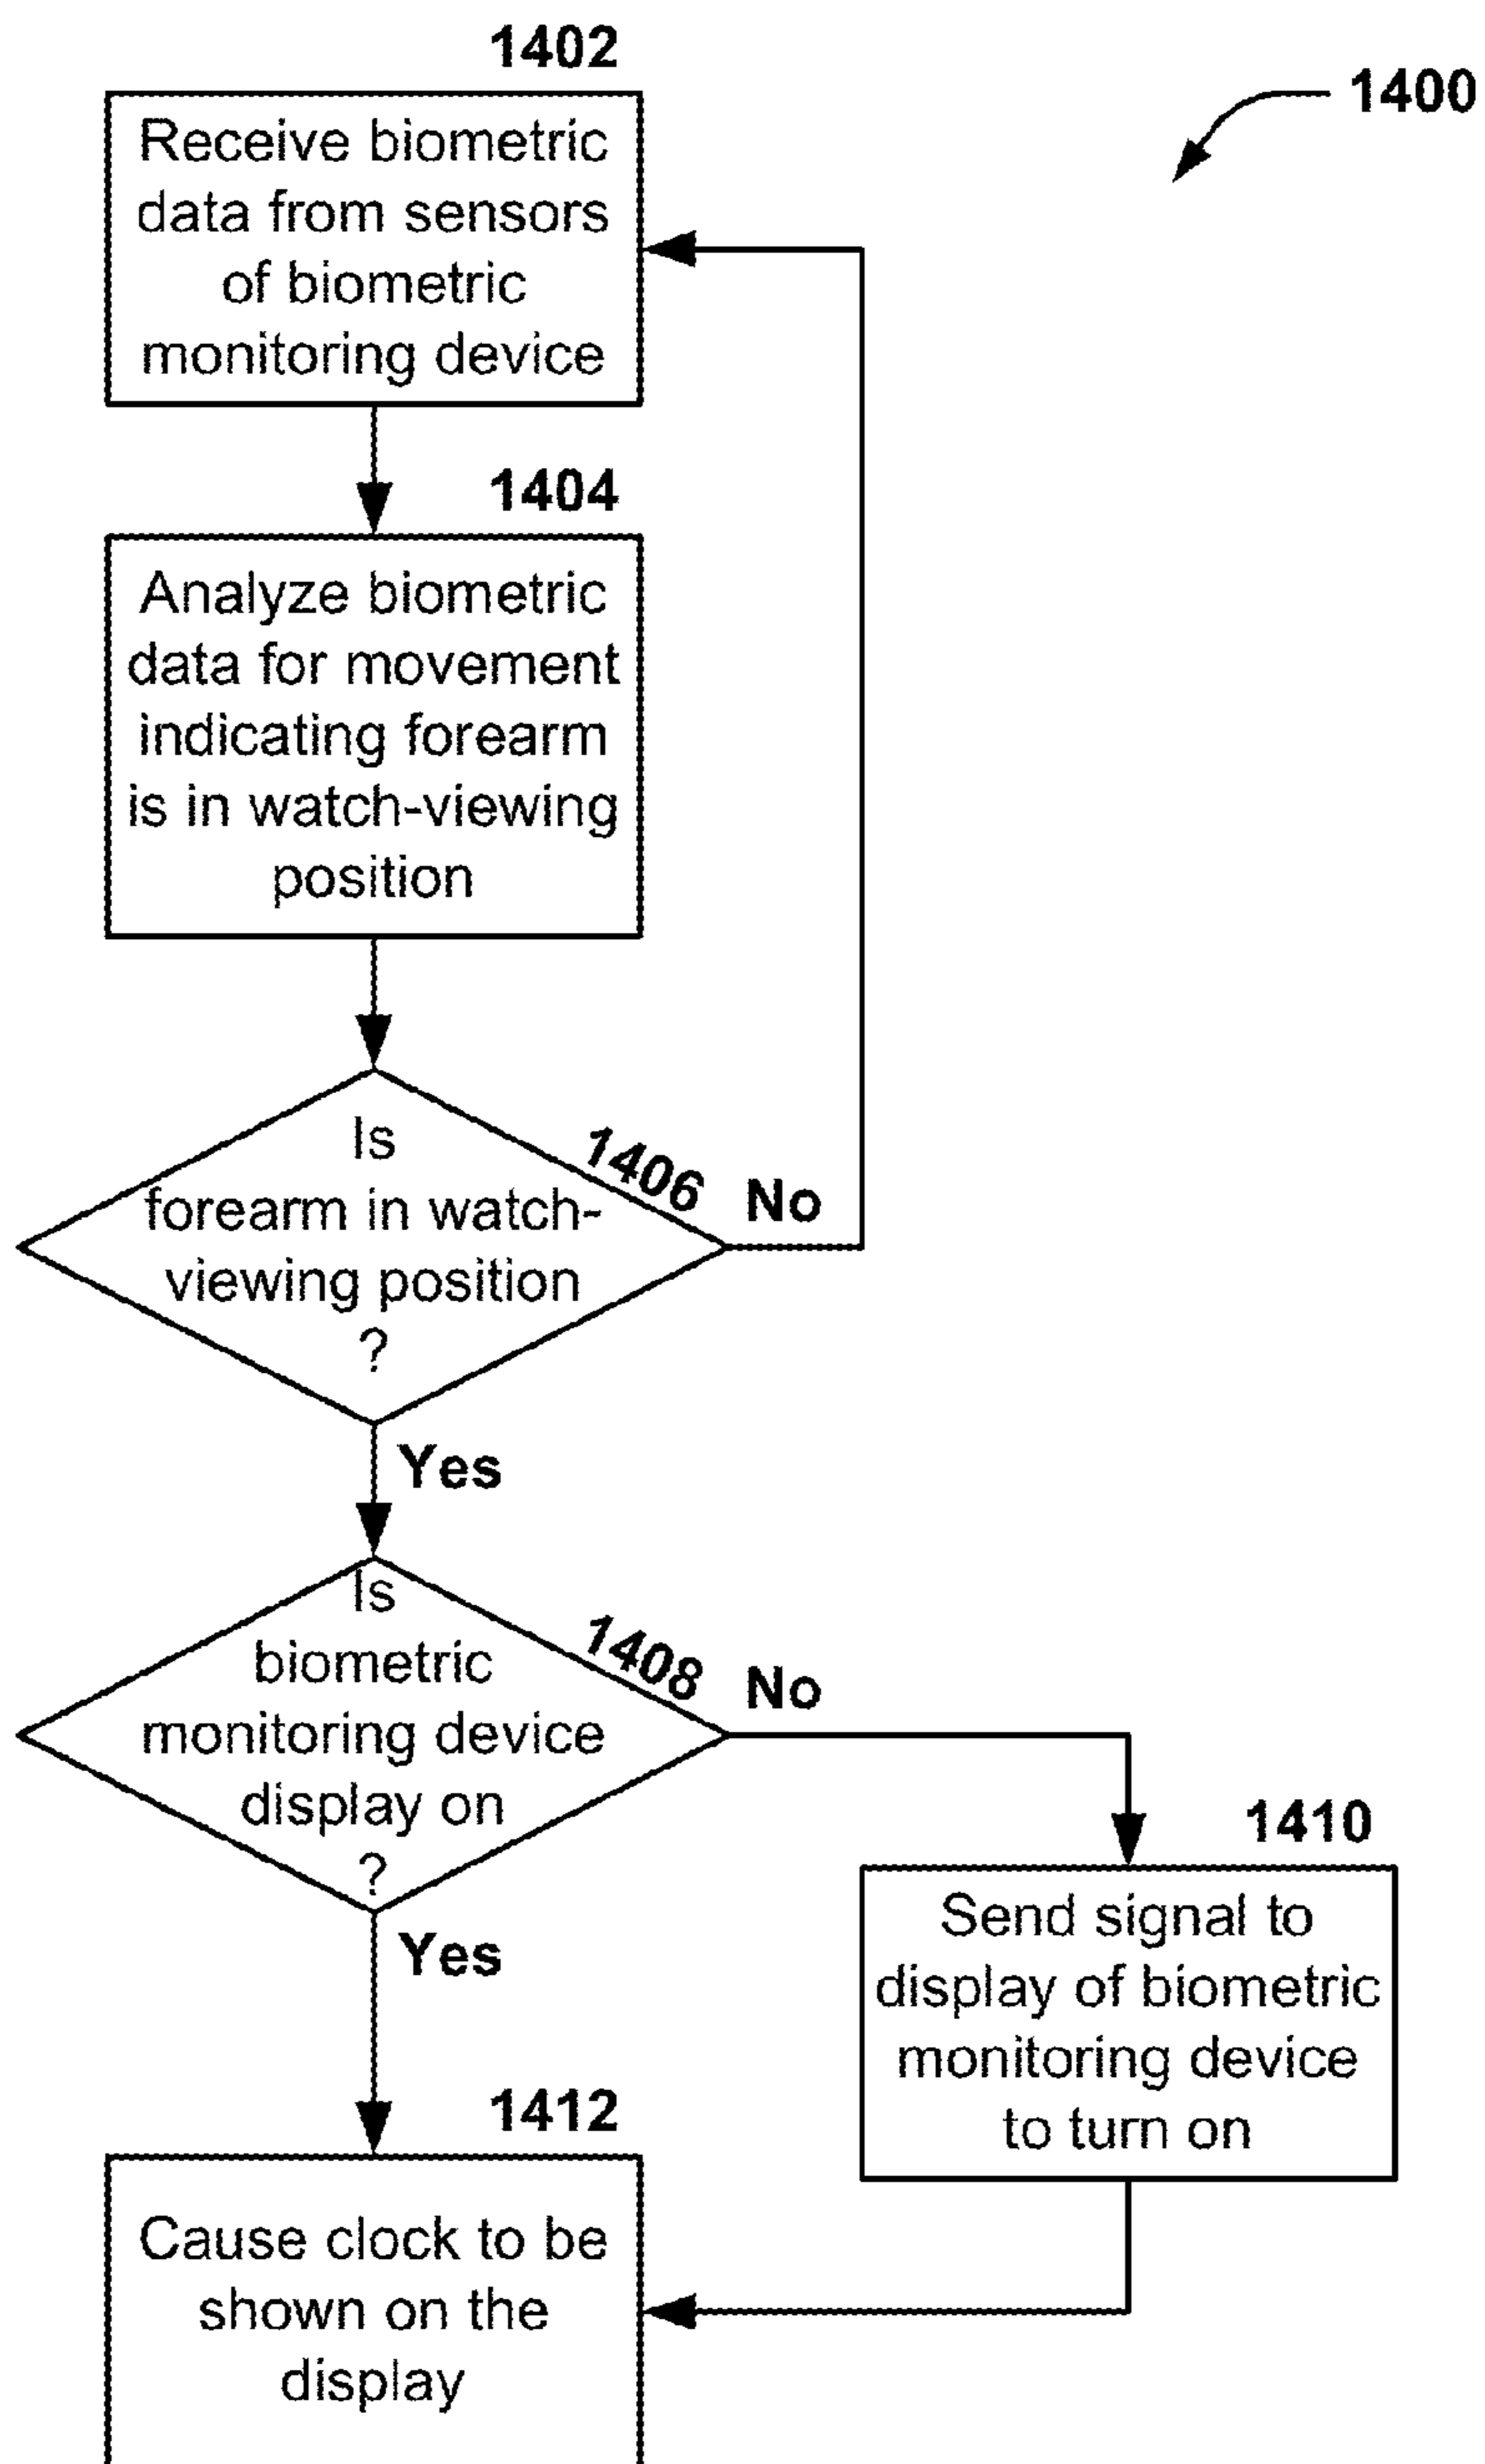 1402
1400
Receive biometric
data from sensors
of biometric
monitoring device
1404
Analyze biometric
data for movement
indicating forearm
is in watch-viewing
position
1406
Is
forearm in watch-
viewing position
?
No
Yes
1408
Is
biometric
monitoring device
display on
?
No
Yes
1410
Send signal to
display of biometric
monitoring device
to turn on
1412
Cause clock to be
shown on the
display